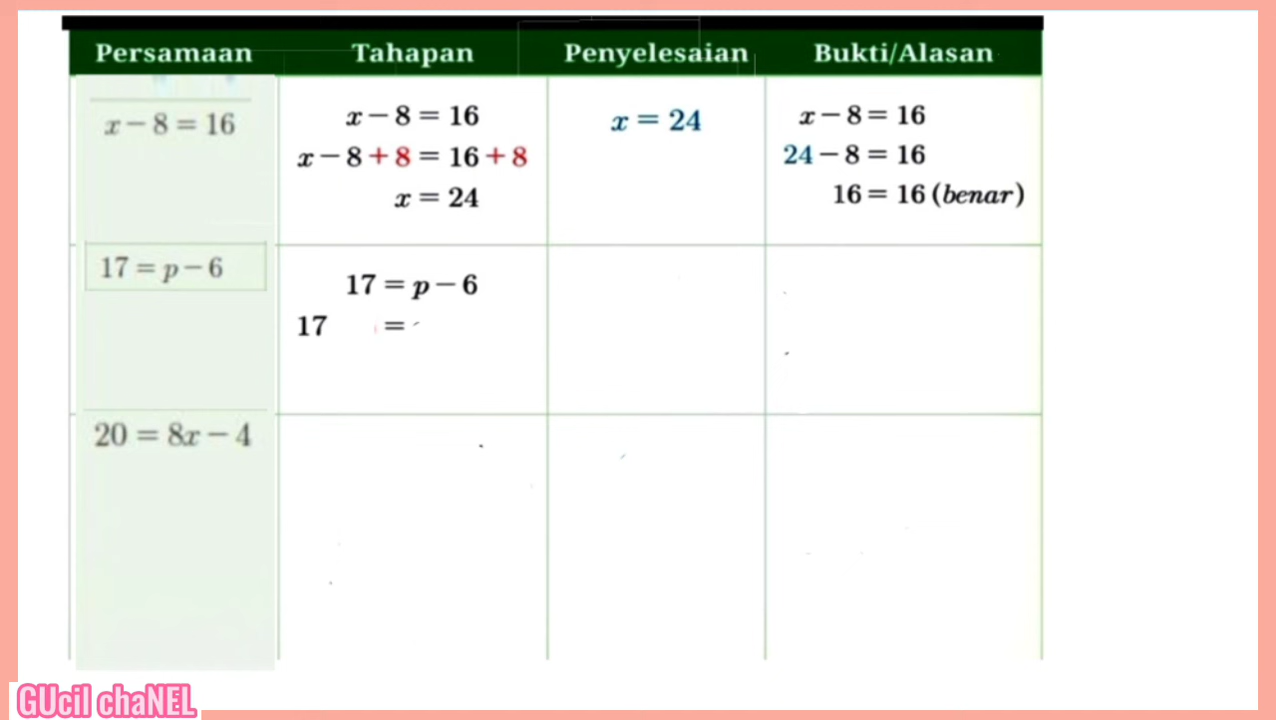 Persamaan Tahapan Penyelesaian Bukti/Alasan
x − 8 = 16
x − 8 = 16
x − 8 + 8 = 16 + 8
x = 24
x = 24
x − 8 = 16
24 − 8 = 16
16 = 16 (benar)
17 = p − 6
17 = p − 6
17 =
20 = 8x − 4
GUcil chaNEL